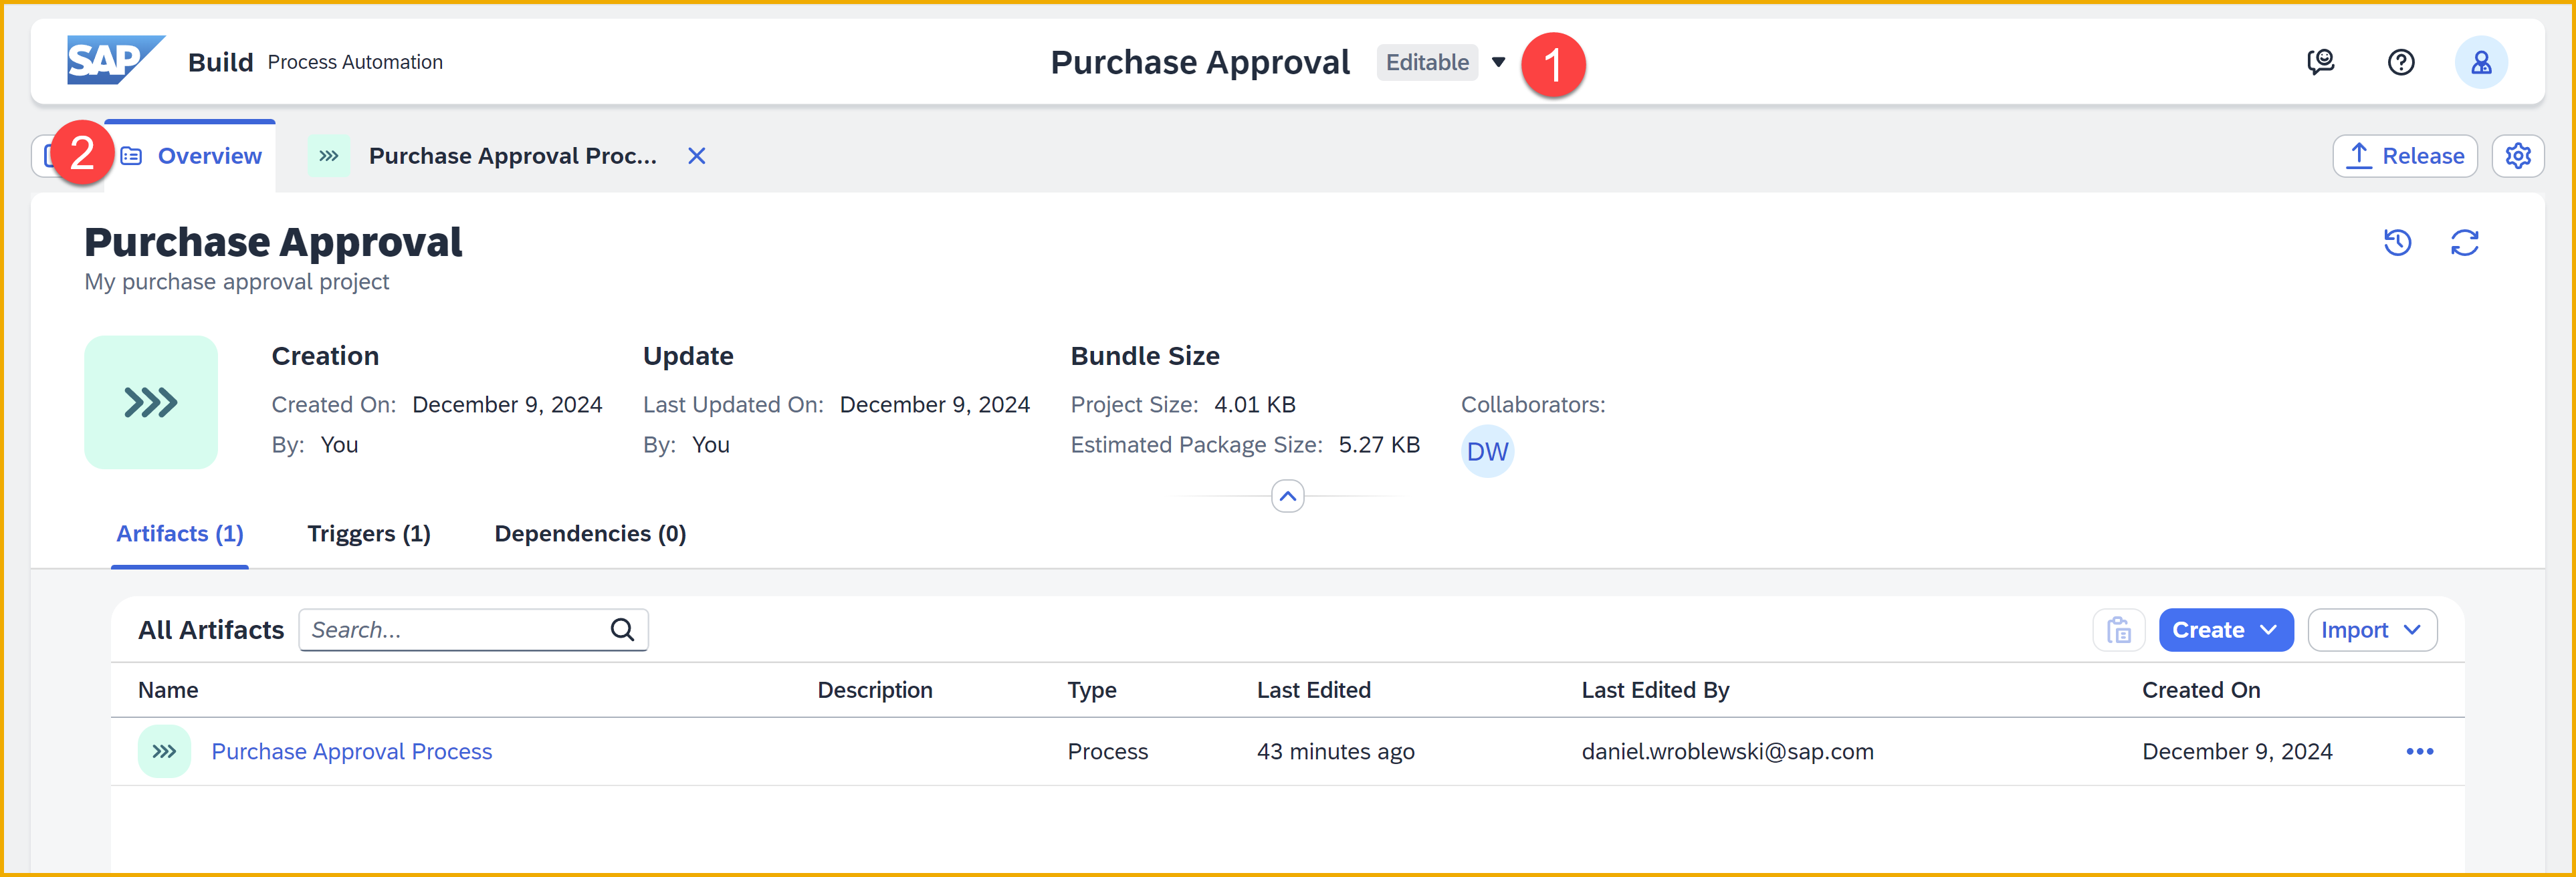 SAP Build Process Automation Purchase Approval Editable 1
2 Overview Purchase Approval Proc... Release
Purchase Approval
My purchase approval project
Creation Update Bundle Size
Created On: December 9, 2024 Last Updated On: December 9, 2024 Project Size: 4.01 KB Collaborators:
By: You By: You Estimated Package Size: 5.27 KB DW
Artifacts (1) Triggers (1) Dependencies (0)
All Artifacts Search... Create Import
Name Description Type Last Edited Last Edited By Created On
Purchase Approval Process Process 43 minutes ago daniel.wroblewski@sap.com December 9, 2024